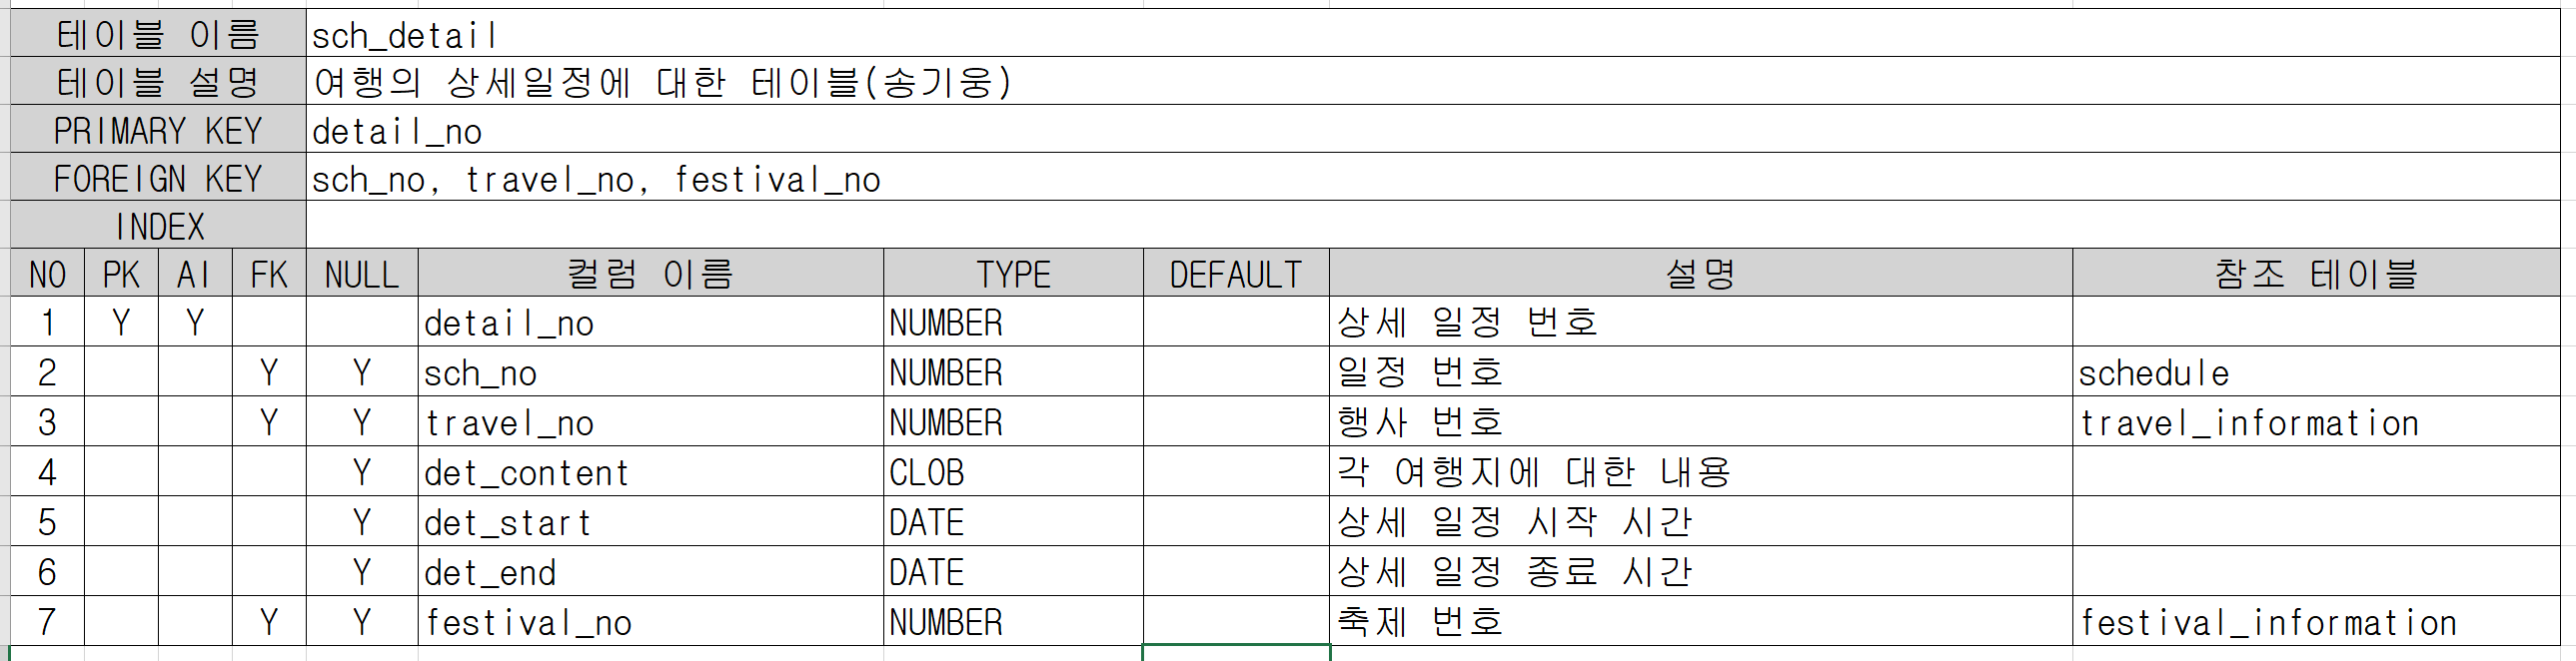 테이블 이름 sch_detail
테이블 설명 여행의 상세일정에 대한 테이블(송기웅)
PRIMARY KEY detail_no
FOREIGN KEY sch_no, travel_no, festival_no
INDEX
NO PK AI FK NULL 컬럼 이름 TYPE DEFAULT 설명 참조 테이블
1 Y Y detail_no NUMBER 상세 일정 번호
2 Y Y sch_no NUMBER 일정 번호 schedule
3 Y Y travel_no NUMBER 행사 번호 travel_information
4 Y det_content CLOB 각 여행지에 대한 내용
5 Y det_start DATE 상세 일정 시작 시간
6 Y det_end DATE 상세 일정 종료 시간
7 Y Y festival_no NUMBER 축제 번호 festival_information